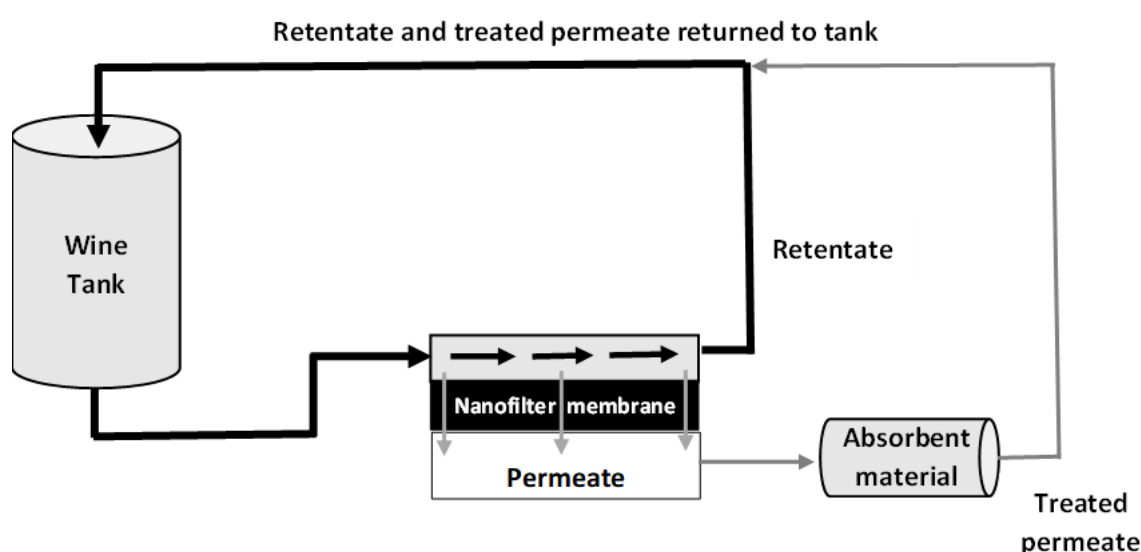 Retentate and treated permeate returned to tank
Wine
Tank
Retentate
Nanofilter membrane
Permeate
Absorbent
material
Treated
permeate